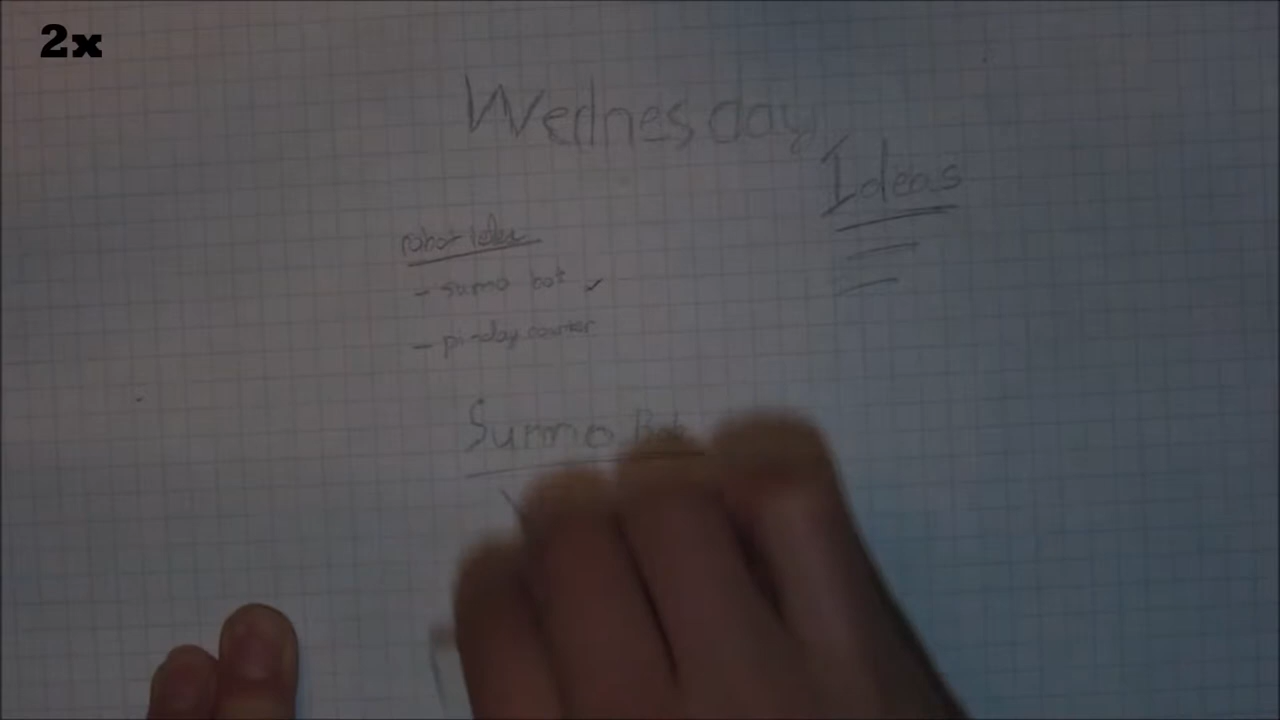 2x
Wednesday
Ideas
robot idea
- sumo bot ✓
- pi-day counter
Sumo Bot